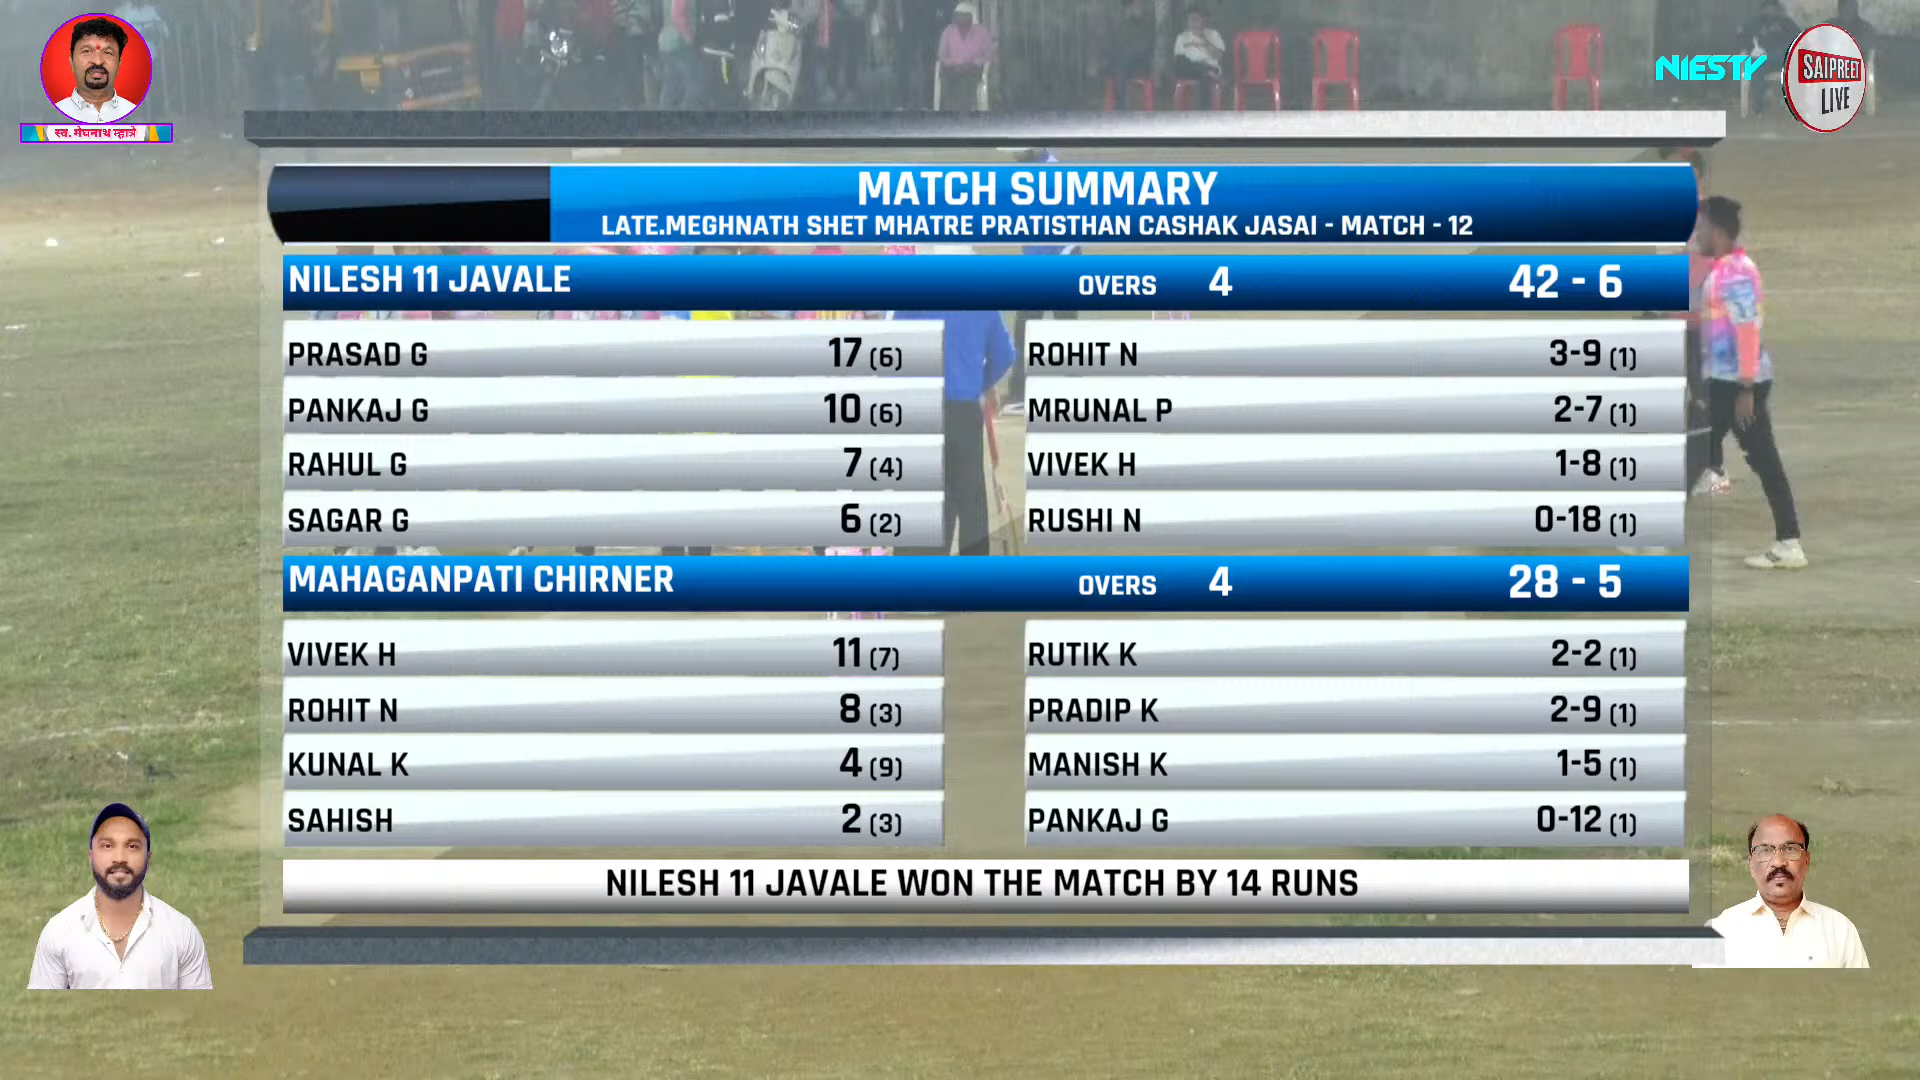 स्व. मेघनाथ म्हात्रे
NIESTY
SAIPREET
LIVE
MATCH SUMMARY
LATE.MEGHNATH SHET MHATRE PRATISTHAN CASHAK JASAI - MATCH - 12
NILESH 11 JAVALE OVERS 4 42 - 6
PRASAD G 17 (6) ROHIT N 3-9 (1)
PANKAJ G 10 (6) MRUNAL P 2-7 (1)
RAHUL G 7 (4) VIVEK H 1-8 (1)
SAGAR G 6 (2) RUSHI N 0-18 (1)
MAHAGANPATI CHIRNER OVERS 4 28 - 5
VIVEK H 11 (7) RUTIK K 2-2 (1)
ROHIT N 8 (3) PRADIP K 2-9 (1)
KUNAL K 4 (9) MANISH K 1-5 (1)
SAHISH 2 (3) PANKAJ G 0-12 (1)
NILESH 11 JAVALE WON THE MATCH BY 14 RUNS